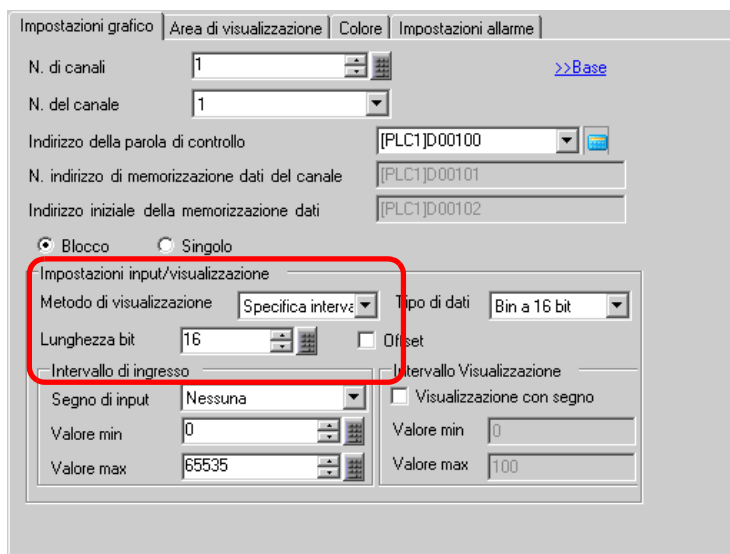 Impostazioni grafico Area di visualizzazione Colore Impostazioni allarme
N. di canali 1 >>Base
N. del canale 1
Indirizzo della parola di controllo [PLC1]D00100
N. indirizzo di memorizzazione dati del canale [PLC1]D00101
Indirizzo iniziale della memorizzazione dati [PLC1]D00102
Blocco Singolo
Impostazioni input/visualizzazione
Metodo di visualizzazione Specifica interva Tipo di dati Bin a 16 bit
Lunghezza bit 16 Offset
Intervallo di ingresso Intervallo Visualizzazione
Segno di input Nessuna Visualizzazione con segno
Valore min 0 Valore min 0
Valore max 65535 Valore max 100